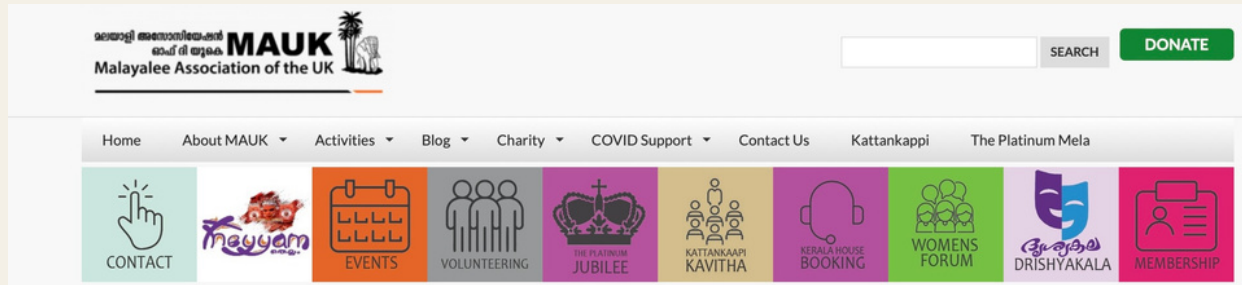 മലയാളി അസോസിയേഷൻ
ഓഫ് ദി യുകെ MAUK
Malayalee Association of the UK
SEARCH
DONATE
Home About MAUK Activities Blog Charity COVID Support Contact Us Kattankappi The Platinum Mela
CONTACT
Theyyam
തെയ്യം
EVENTS
VOLUNTEERING
THE PLATINUM
JUBILEE
KATTANKAAPI
KAVITHA
KERALA HOUSE
BOOKING
WOMENS
FORUM
ദൃശ്യകല
DRISHYAKALA
MEMBERSHIP